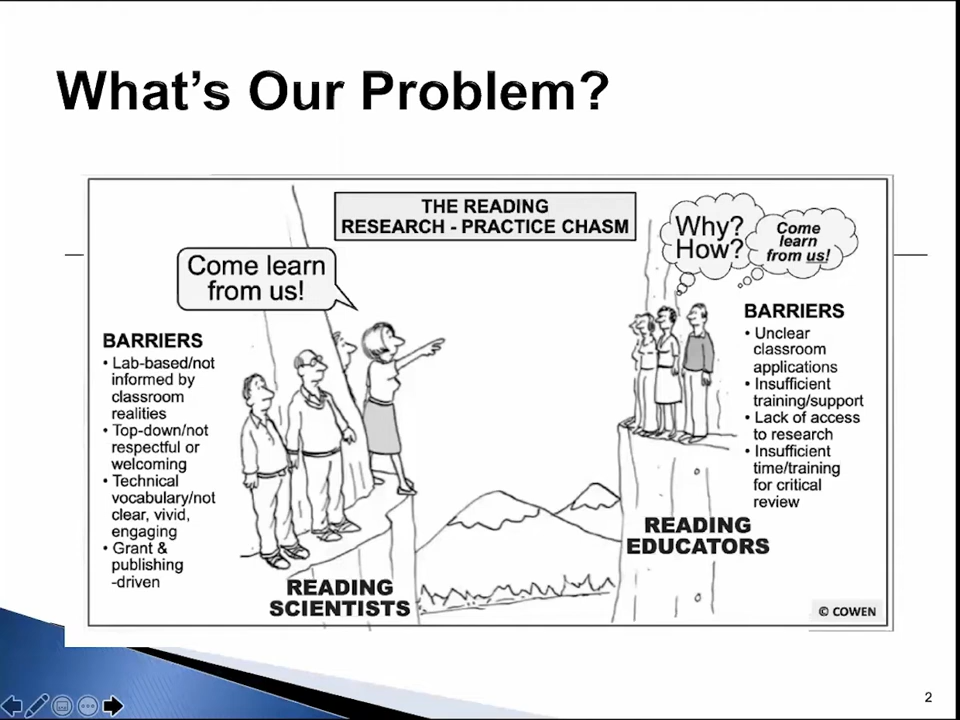 What's Our Problem?
THE READING
RESEARCH - PRACTICE CHASM
Come learn
from us!
Why?
How?
Come
learn
from us!
BARRIERS
• Lab-based/not
informed by
classroom
realities
• Top-down/not
respectful or
welcoming
• Technical
vocabulary/not
clear, vivid,
engaging
• Grant &
publishing
-driven
BARRIERS
• Unclear
classroom
applications
• Insufficient
training/support
• Lack of access
to research
• Insufficient
time/training
for critical
review
READING
SCIENTISTS
READING
EDUCATORS
© COWEN
2